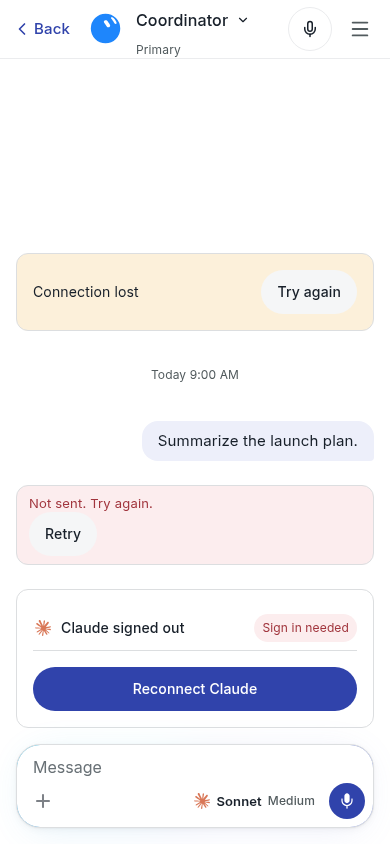 Back
Coordinator
Primary
Connection lost
Try again
Today 9:00 AM
Summarize the launch plan.
Not sent. Try again.
Retry
Claude signed out
Sign in needed
Reconnect Claude
Message
Sonnet Medium